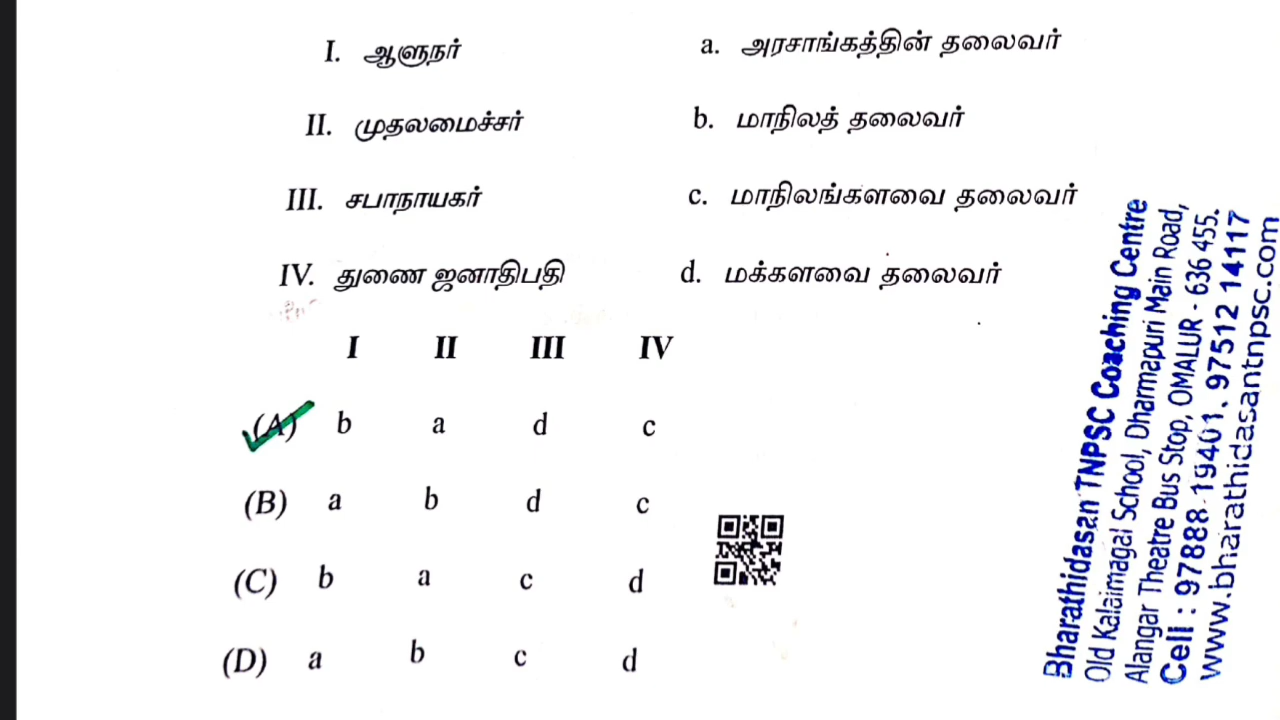 I. ஆளுநர் a. அரசாங்கத்தின் தலைவர்
II. முதலமைச்சர் b. மாநிலத் தலைவர்
III. சபாநாயகர் c. மாநிலங்களவை தலைவர்
IV. துணை ஜனாதிபதி d. மக்களவை தலைவர்
I II III IV
(A) b a d c
(B) a b d c
(C) b a c d
(D) a b c d
Bharathidasan TNPSC Coaching Centre
Old Kalaimagal School, Dharmapuri Main Road,
Alangar Theatre Bus Stop, OMALUR - 636 455.
Cell : 97888 19401. 97512 14117
www.bharathidasantnpsc.com